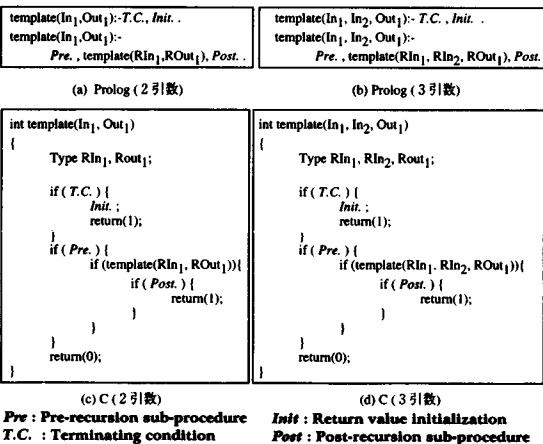 template(In1,Out1):-T.C., Init. .
template(In1,Out1):-
Pre. , template(RIn1,ROut1), Post. .
(a) Prolog ( 2 引数)
template(In1, In2, Out1):- T.C. , Init. .
template(In1, In2, Out1):-
Pre. , template(RIn1, RIn2, ROut1), Post. .
(b) Prolog ( 3 引数)
int template(In1, Out1)
{
Type RIn1, Rout1;
if ( T.C. ) {
Init. ;
return(1);
}
if ( Pre. ) {
if (template(RIn1, ROut1)){
if ( Post. ) {
return(1);
}
}
}
return(0);
}
(c) C ( 2 引数)
int template(In1, In2, Out1)
{
Type RIn1, RIn2, Rout1;
if ( T.C. ) {
Init. ;
return(1);
}
if ( Pre. ) {
if (template(RIn1. RIn2, ROut1)){
if ( Post. ) {
return(1);
}
}
}
return(0);
}
(d) C ( 3 引数)
Pre : Pre-recursion sub-procedure
T.C. : Terminating condition
Init : Return value initialization
Post : Post-recursion sub-procedure